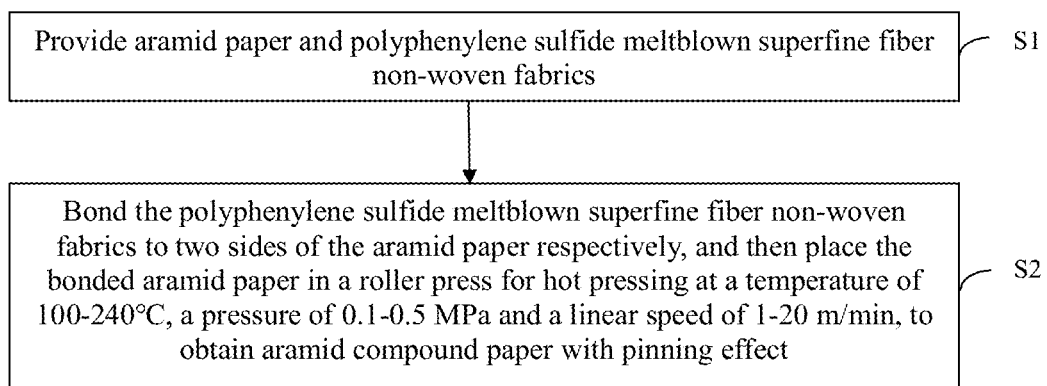 Provide aramid paper and polyphenylene sulfide meltblown superfine fiber
non-woven fabrics
S1
Bond the polyphenylene sulfide meltblown superfine fiber non-woven
fabrics to two sides of the aramid paper respectively, and then place the
bonded aramid paper in a roller press for hot pressing at a temperature of
100-240°C, a pressure of 0.1-0.5 MPa and a linear speed of 1-20 m/min, to
obtain aramid compound paper with pinning effect
S2